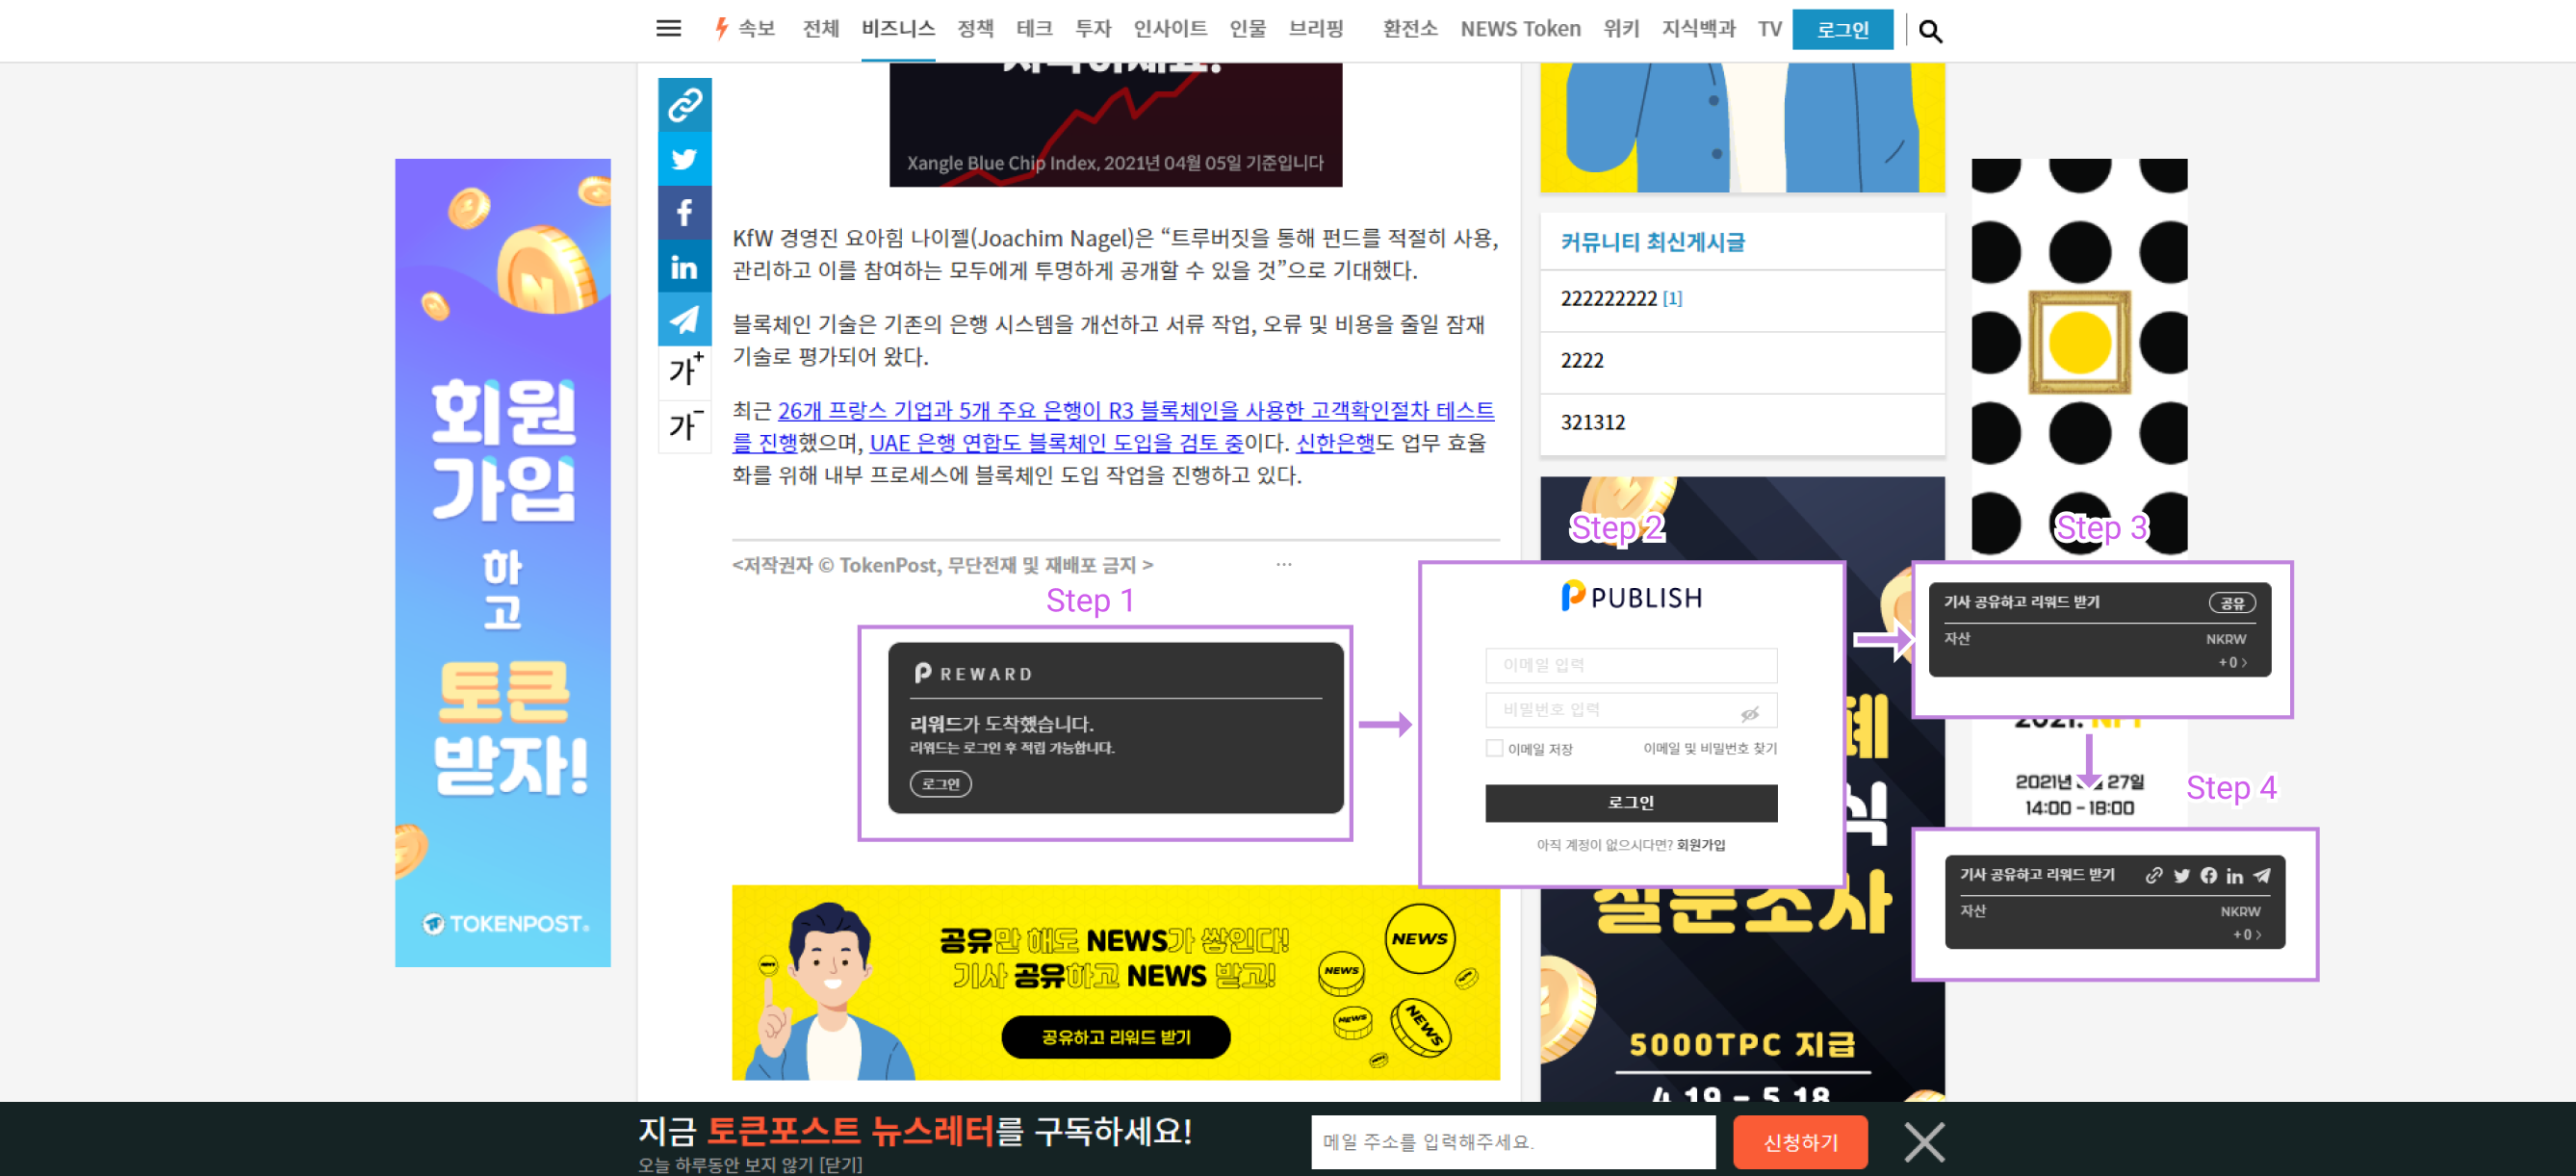 속보 전체 비즈니스 정책 테크 투자 인사이트 인물 브리핑 환전소 NEWS Token 위키 지식백과 TV 로그인
Xangle Blue Chip Index, 2021년 04월 05일 기준입니다
가+
가-
KfW 경영진 요아힘 나이젤(Joachim Nagel)은 “트루버짓을 통해 펀드를 적절히 사용,
관리하고 이를 참여하는 모두에게 투명하게 공개할 수 있을 것”으로 기대했다.
블록체인 기술은 기존의 은행 시스템을 개선하고 서류 작업, 오류 및 비용을 줄일 잠재
기술로 평가되어 왔다.
최근 26개 프랑스 기업과 5개 주요 은행이 R3 블록체인을 사용한 고객확인절차 테스트
를 진행했으며, UAE 은행 연합도 블록체인 도입을 검토 중이다. 신한은행도 업무 효율
화를 위해 내부 프로세스에 블록체인 도입 작업을 진행하고 있다.
<저작권자 © TokenPost, 무단전재 및 재배포 금지 >
...
회원
가입
하
고
토큰
받자!
TOKENPOST
커뮤니티 최신게시글
222222222 [1]
2222
321312
Step 1
REWARD
리워드가 도착했습니다.
리워드는 로그인 후 적립 가능합니다.
로그인
Step 2
PUBLISH
이메일 입력
비밀번호 입력
이메일 저장
이메일 및 비밀번호 찾기
로그인
아직 계정이 없으시다면? 회원가입
Step 3
기사 공유하고 리워드 받기 공유
자산 NKRW
+0 >
2021. NFT
2021년 27일
14:00 - 18:00
Step 4
기사 공유하고 리워드 받기
자산 NKRW
+0 >
식
설문조사
5000TPC 지급
4.19 - 5.18
공유만 해도 NEWS가 쌓인다!
기사 공유하고 NEWS 받고!
공유하고 리워드 받기
NEWS
NEWS
NEWS
NEWS
지금 토큰포스트 뉴스레터를 구독하세요!
오늘 하루동안 보지 않기 [닫기]
메일 주소를 입력해주세요.
신청하기